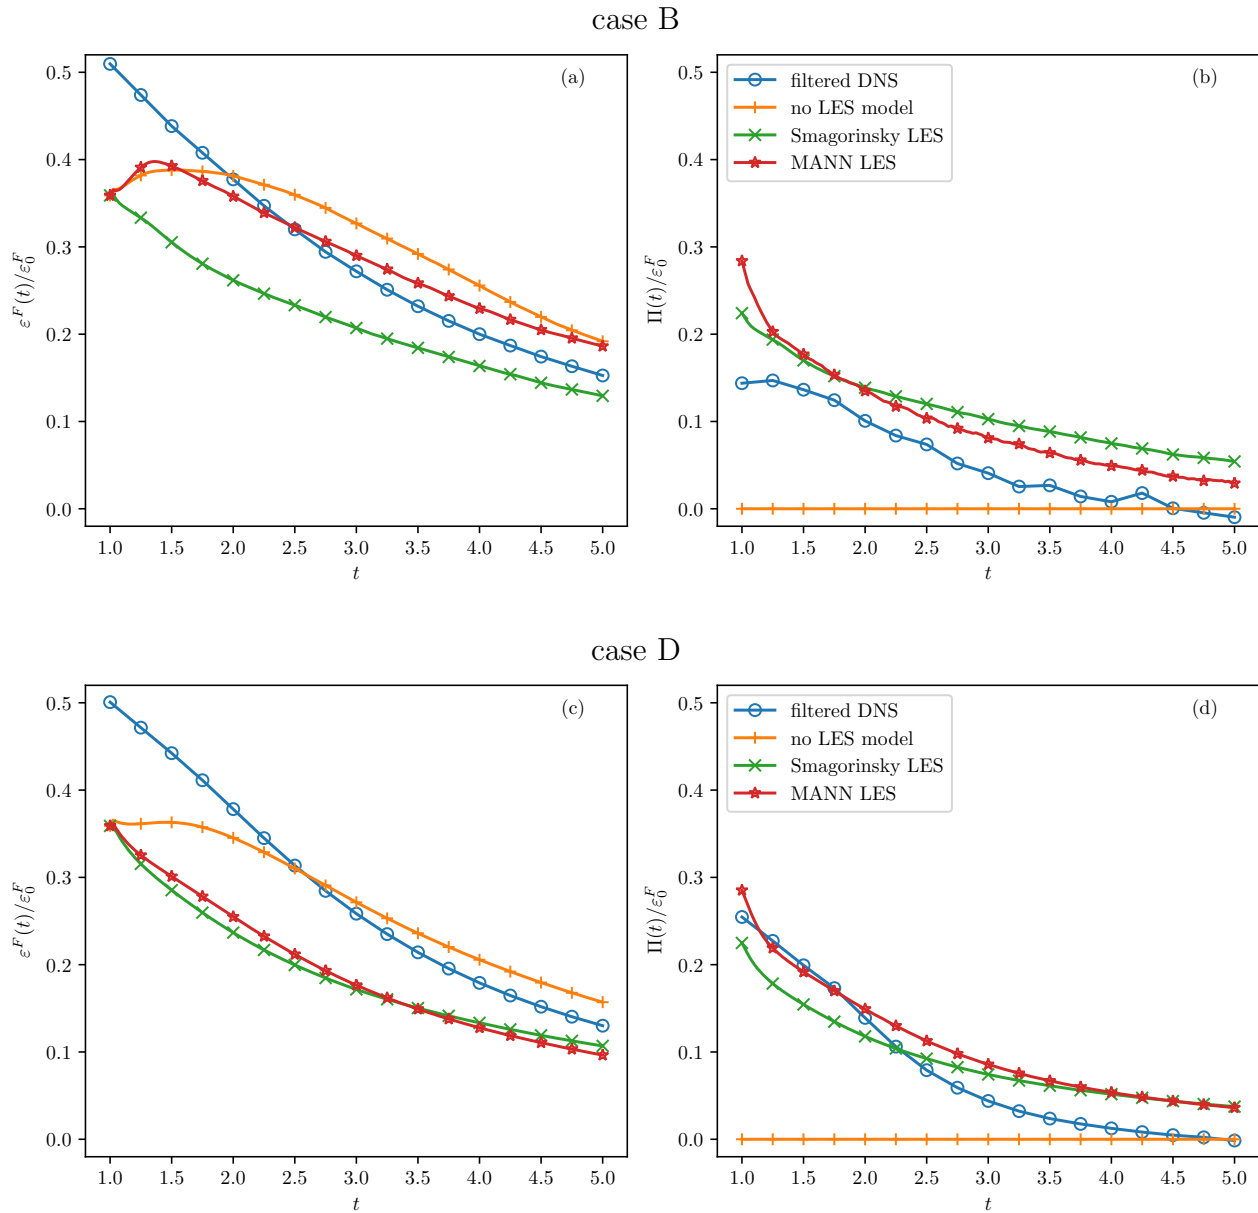 case B
(a)
0.5
0.4
0.3
0.2
0.1
0.0
ε^F(t)/ε_0^F
1.0 1.5 2.0 2.5 3.0 3.5 4.0 4.5 5.0
t
(b)
filtered DNS
no LES model
Smagorinsky LES
MANN LES
0.5
0.4
0.3
0.2
0.1
0.0
Π(t)/ε_0^F
1.0 1.5 2.0 2.5 3.0 3.5 4.0 4.5 5.0
t
case D
(c)
0.5
0.4
0.3
0.2
0.1
0.0
ε^F(t)/ε_0^F
1.0 1.5 2.0 2.5 3.0 3.5 4.0 4.5 5.0
t
(d)
filtered DNS
no LES model
Smagorinsky LES
MANN LES
0.5
0.4
0.3
0.2
0.1
0.0
Π(t)/ε_0^F
1.0 1.5 2.0 2.5 3.0 3.5 4.0 4.5 5.0
t